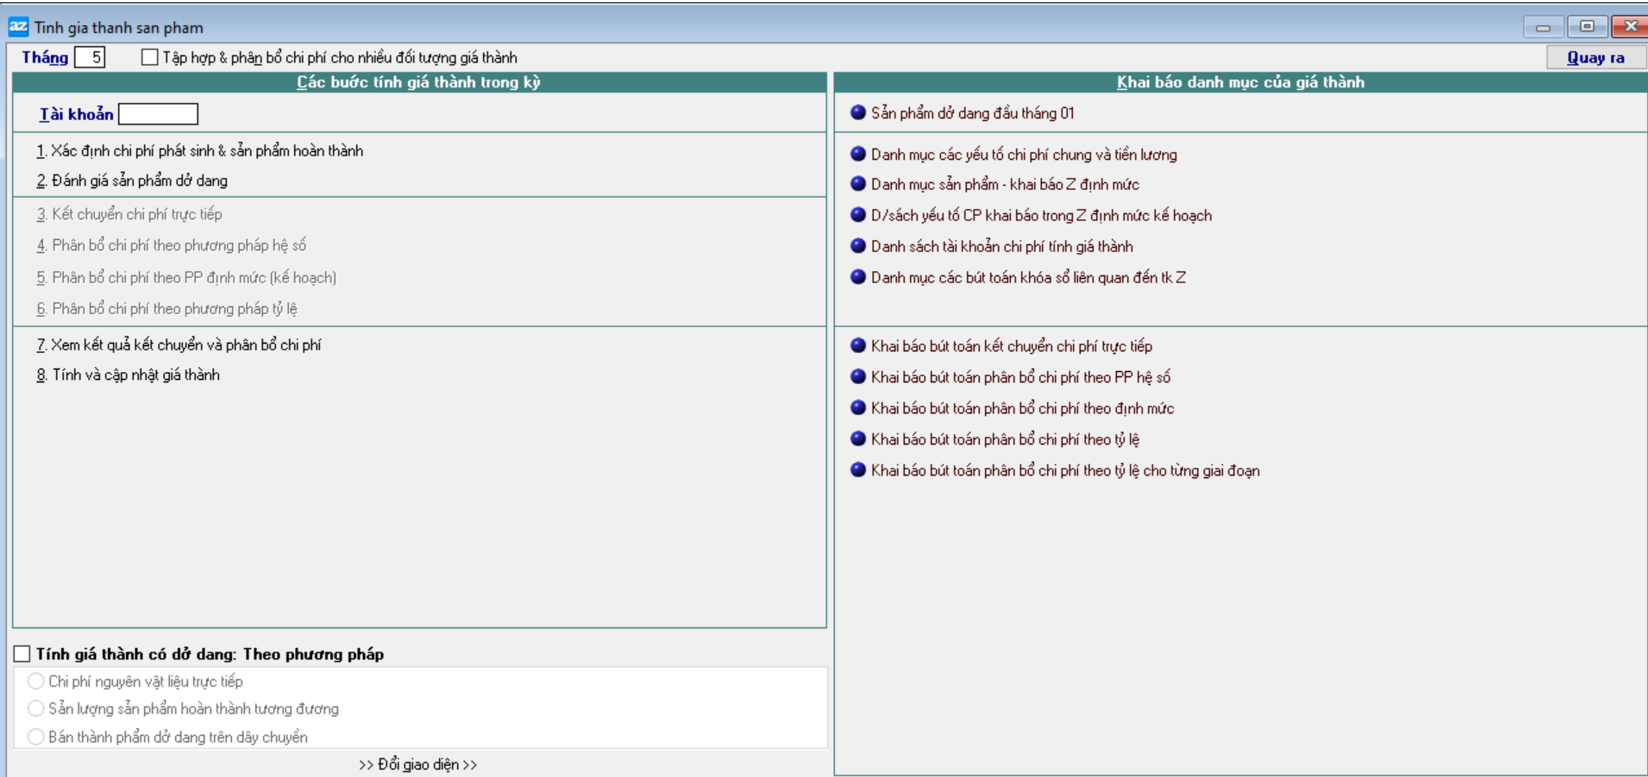 az Tinh gia thanh san pham
Tháng 5 Tập hợp & phân bổ chi phí cho nhiều đối tượng giá thành Quay ra
Các buớc tính giá thành trong kỳ
Tài khoản
1. Xác định chi phí phát sinh & sản phẩm hoàn thành
2. Đánh giá sản phẩm dở dang
3. Kết chuyển chi phí trực tiếp
4. Phân bổ chi phí theo phương pháp hệ số
5. Phân bổ chi phí theo PP định mức (kế hoạch)
6. Phân bổ chi phí theo phương pháp tỷ lệ
7. Xem kết quả kết chuyển và phân bổ chi phí
8. Tính và cập nhật giá thành
Tính giá thành có dở dang: Theo phương pháp
Chi phí nguyên vật liệu trực tiếp
Sản lượng sản phẩm hoàn thành tương đương
Bán thành phẩm dở dang trên dây chuyền
>> Đổi giao diện >>
Khai báo danh mục của giá thành
Sản phẩm dở dang đầu tháng 01
Danh mục các yếu tố chi phí chung và tiền lương
Danh mục sản phẩm - khai báo Z định mức
D/sách yếu tố CP khai báo trong Z định mức kế hoạch
Danh sách tài khoản chi phí tính giá thành
Danh mục các bút toán khóa sổ liên quan đến tk Z
Khai báo bút toán kết chuyển chi phí trực tiếp
Khai báo bút toán phân bổ chi phí theo PP hệ số
Khai báo bút toán phân bổ chi phí theo định mức
Khai báo bút toán phân bổ chi phí theo tỷ lệ
Khai báo bút toán phân bổ chi phí theo tỷ lệ cho từng giai đoạn